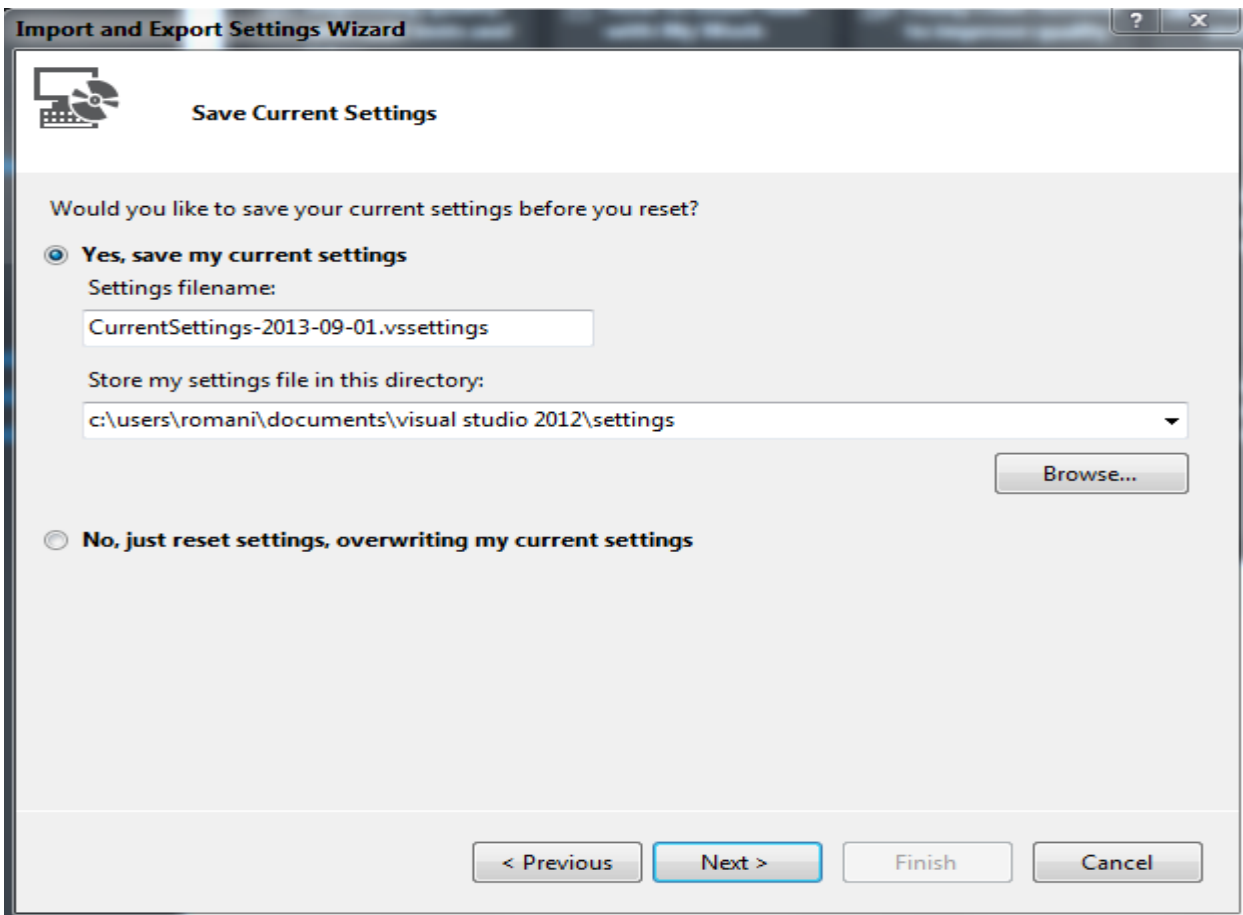 Import and Export Settings Wizard
?
Save Current Settings
Would you like to save your current settings before you reset?
Yes, save my current settings
Settings filename:
CurrentSettings-2013-09-01.vssettings
Store my settings file in this directory:
c:\users\romani\documents\visual studio 2012\settings
Browse...
No, just reset settings, overwriting my current settings
< Previous Next > Finish Cancel